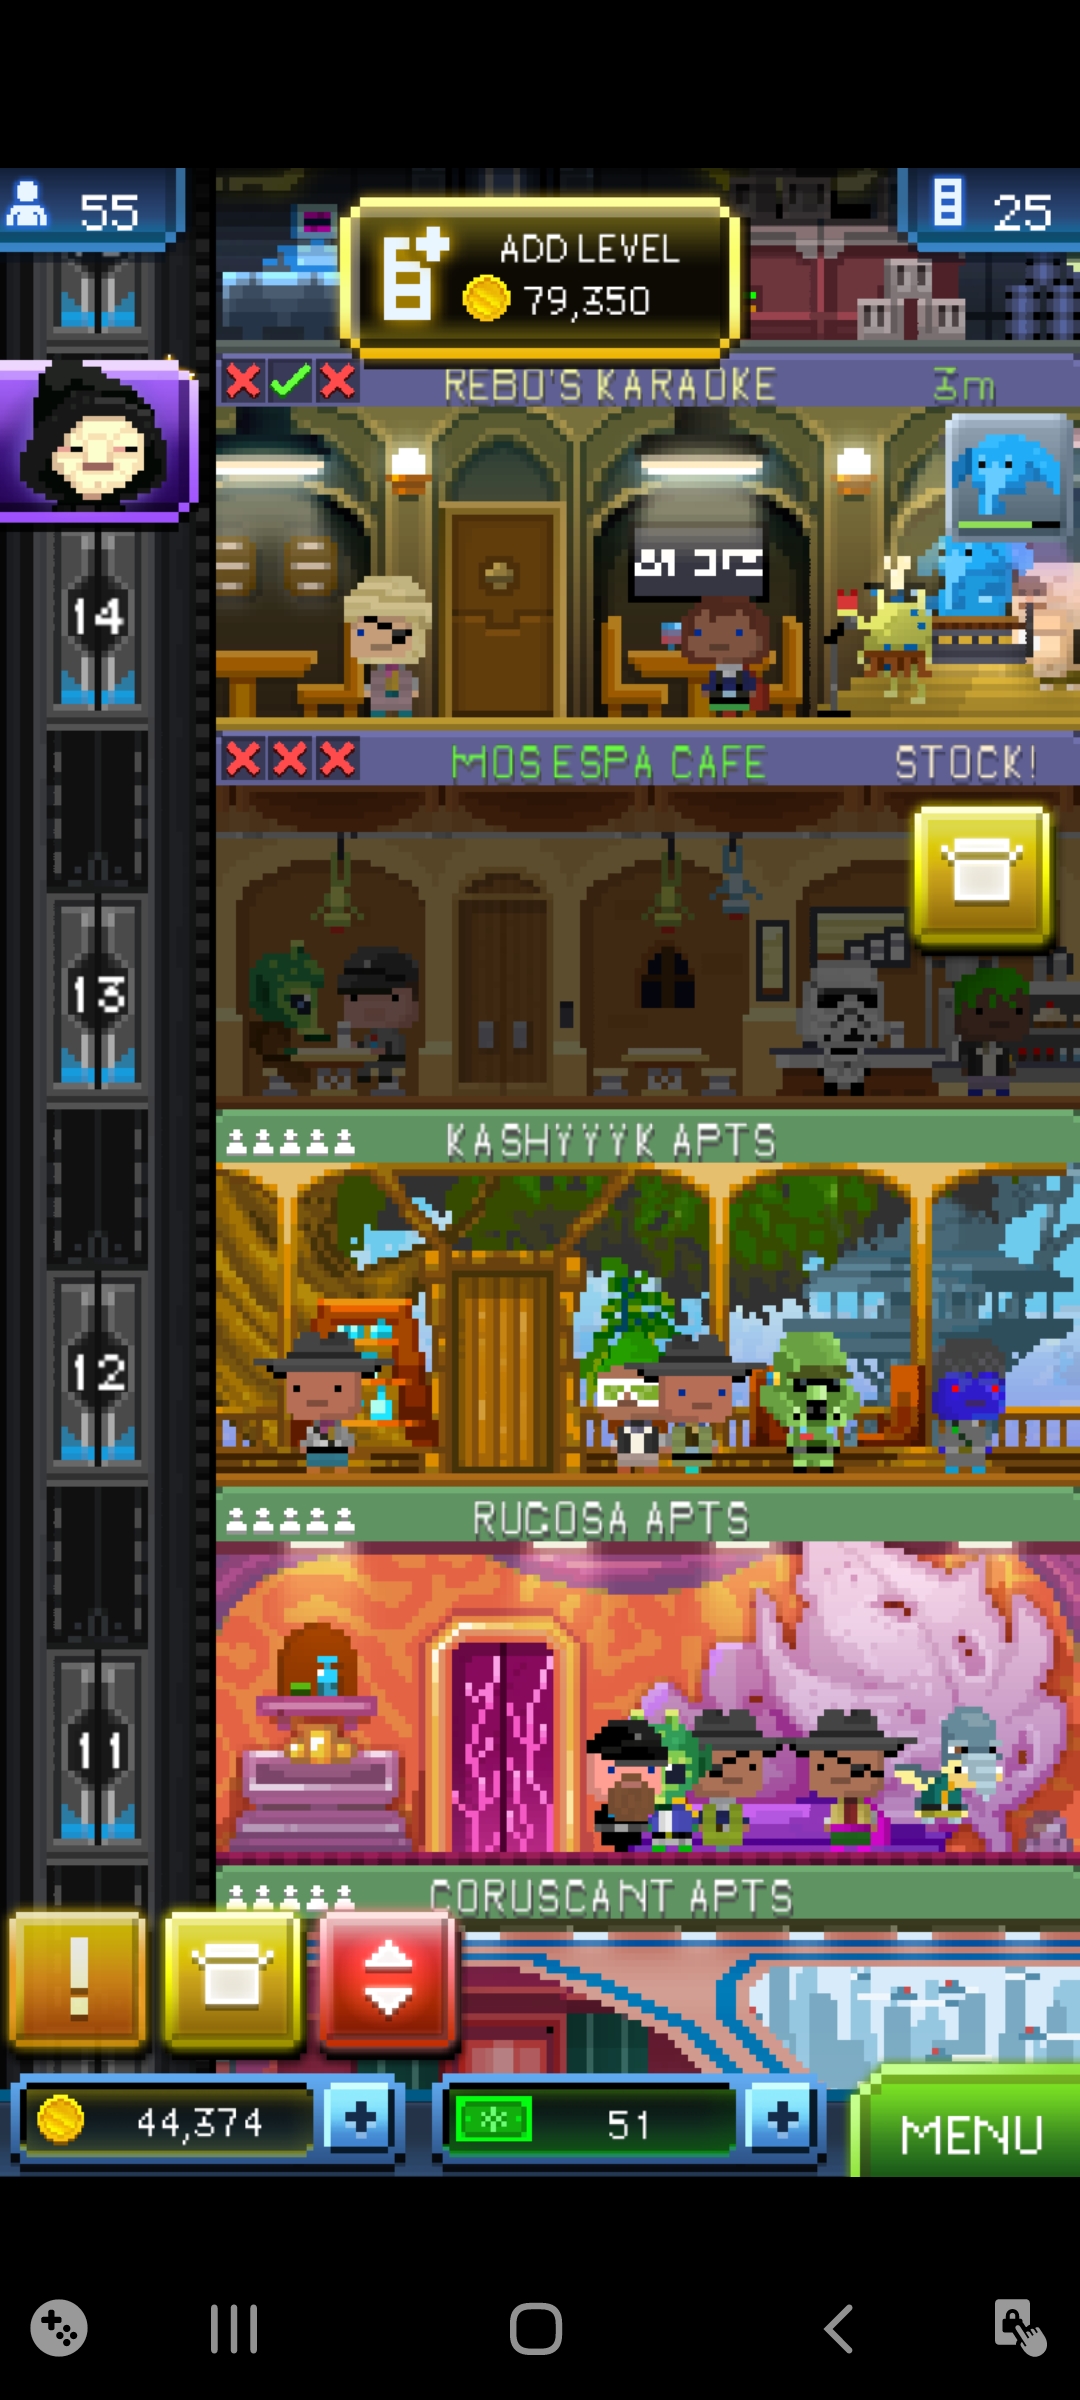 55
ADD LEVEL
79,350
25
REBO'S KARAOKE
3m
14
MOS ESPA CAFE
STOCK!
13
KASHYYYK APTS
12
RUGOSA APTS
11
CORUSCANT APTS
!
44,374
+
51
+
MENU